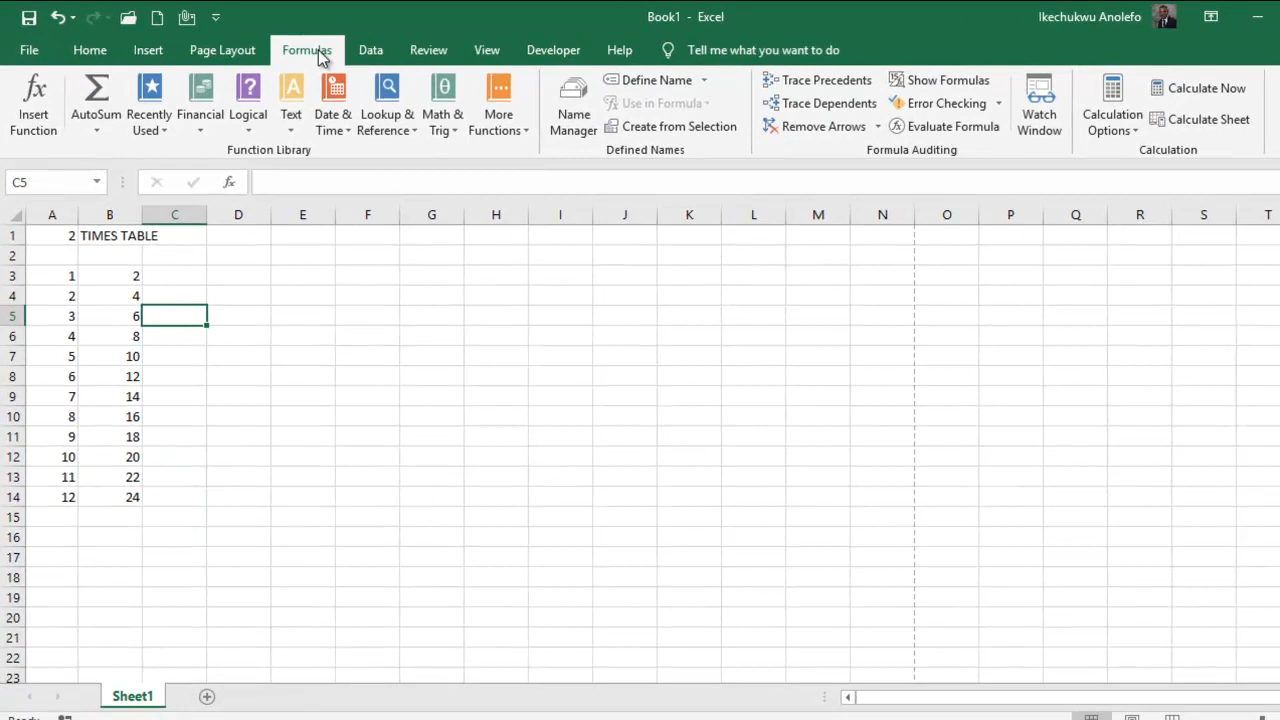 Book1 - Excel
Ikechukwu Anolefo
File Home Insert Page Layout Formulas Data Review View Developer Help Tell me what you want to do
Insert Function
AutoSum
Recently Used
Financial
Logical
Text
Date & Time
Lookup & Reference
Math & Trig
More Functions
Function Library
Name Manager
Define Name
Use in Formula
Create from Selection
Defined Names
Trace Precedents
Trace Dependents
Remove Arrows
Show Formulas
Error Checking
Evaluate Formula
Formula Auditing
Watch Window
Calculation Options
Calculate Now
Calculate Sheet
Calculation
C5 fx
A B C D E F G H I J K L M N O P Q R S T
1 2 TIMES TABLE
2
3 1 2
4 2 4
5 3 6
6 4 8
7 5 10
8 6 12
9 7 14
10 8 16
11 9 18
12 10 20
13 11 22
14 12 24
15
16
17
18
19
20
21
22
23
Sheet1
Ready